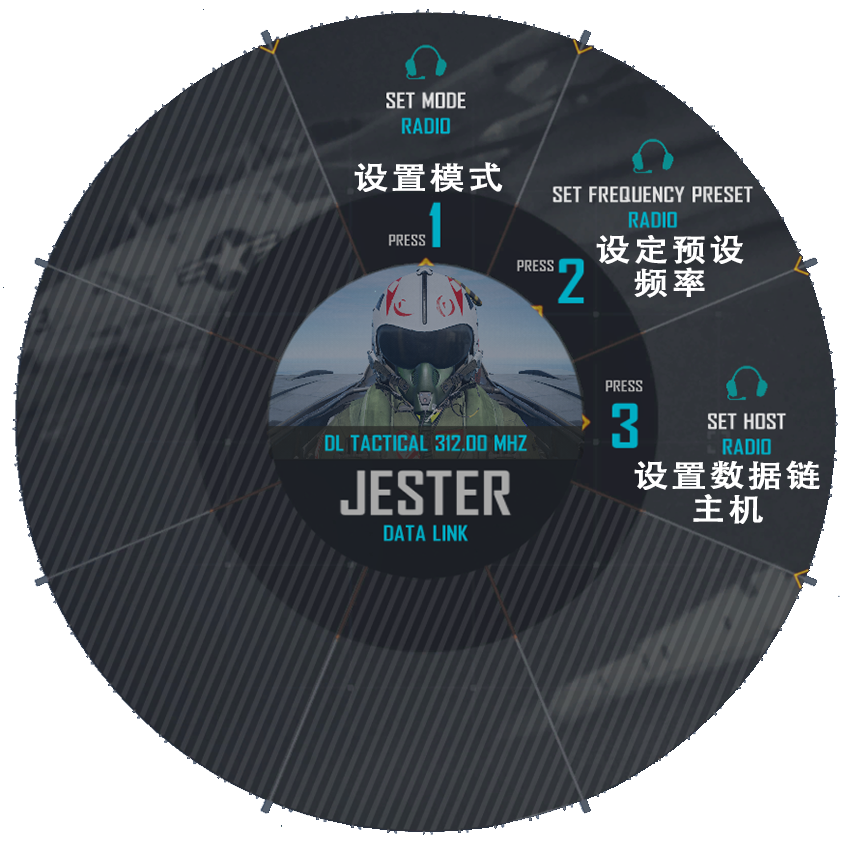 SET MODE
RADIO
设置模式
PRESS 1
SET FREQUENCY PRESET
RADIO
设定预设
频率
PRESS 2
PRESS
3
SET HOST
RADIO
设置数据链
主机
DL TACTICAL 312.00 MHZ
JESTER
DATA LINK